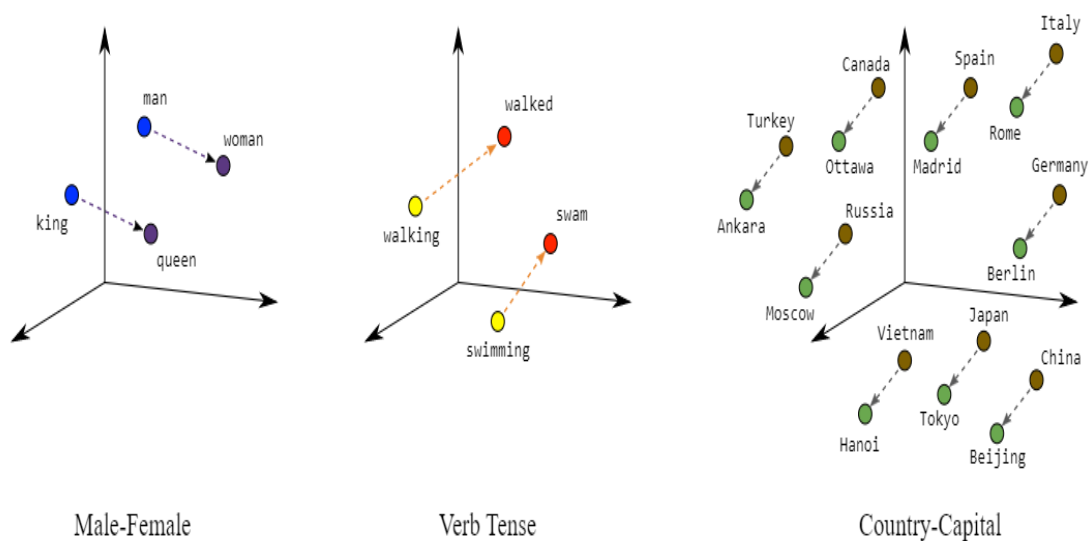 man
woman
king
queen
Male-Female
walked
walking
swam
swimming
Verb Tense
Italy
Canada
Spain
Rome
Turkey
Ottawa
Madrid
Germany
Ankara
Russia
Berlin
Moscow
Japan
Vietnam
China
Tokyo
Hanoi
Beijing
Country-Capital